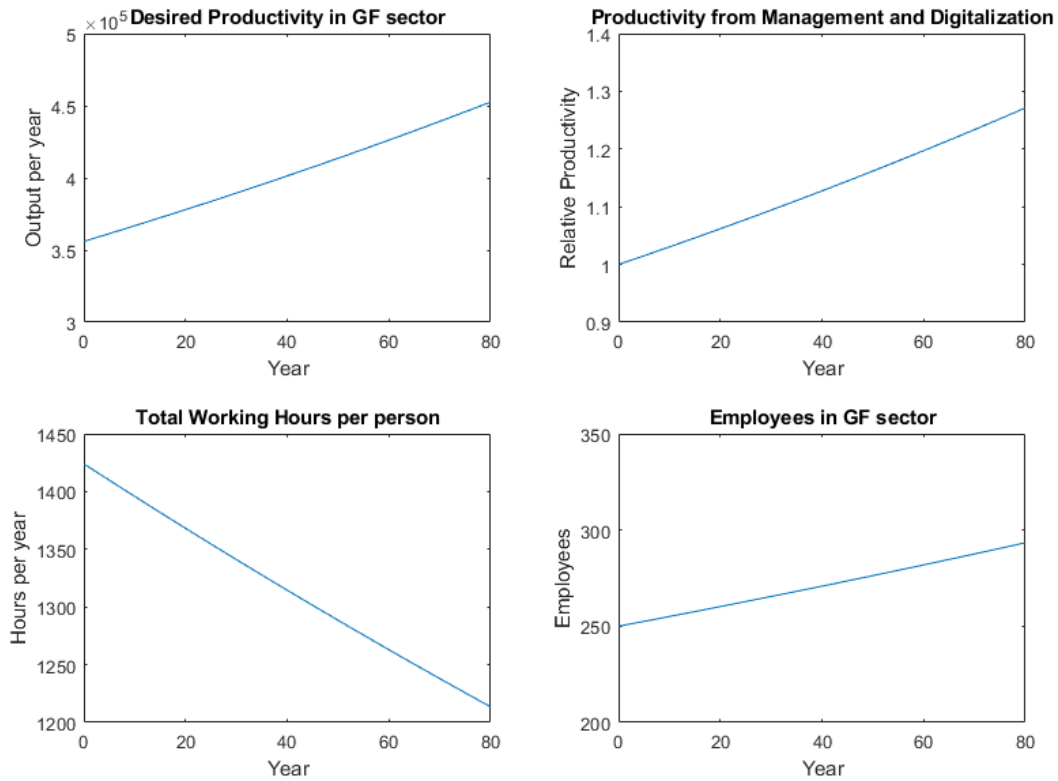 Desired Productivity in GF sector
× 10^5
5
4.5
4
3.5
3
Output per year
0 20 40 60 80
Year
Productivity from Management and Digitalization
1.4
1.3
1.2
1.1
1
0.9
Relative Productivity
0 20 40 60 80
Year
Total Working Hours per person
1450
1400
1350
1300
1250
1200
Hours per year
0 20 40 60 80
Year
Employees in GF sector
350
300
250
200
Employees
0 20 40 60 80
Year